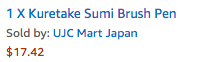 1 X Kuretake Sumi Brush Pen
Sold by: UJC Mart Japan
$17.42